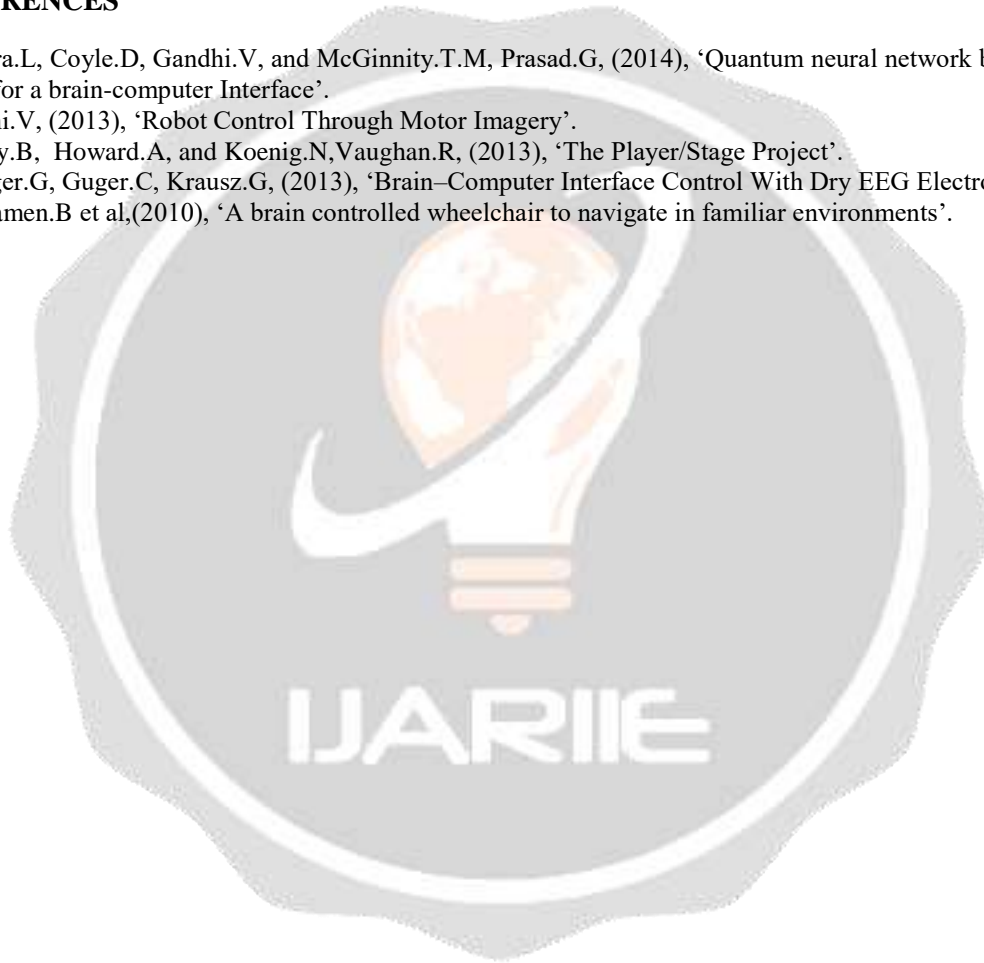 RENCES
ra.L, Coyle.D, Gandhi.V, and McGinnity.T.M, Prasad.G, (2014), ‘Quantum neural network b
for a brain-computer Interface’.
i.V, (2013), ‘Robot Control Through Motor Imagery’.
y.B, Howard.A, and Koenig.N,Vaughan.R, (2013), ‘The Player/Stage Project’.
ger.G, Guger.C, Krausz.G, (2013), ‘Brain–Computer Interface Control With Dry EEG Electro
amen.B et al,(2010), ‘A brain controlled wheelchair to navigate in familiar environments’.
IJARIIE